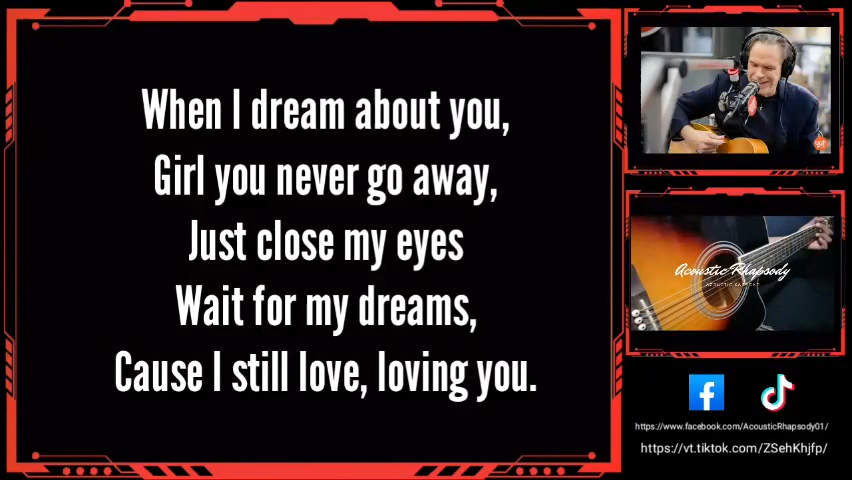 When I dream about you,
Girl you never go away,
Just close my eyes
Wait for my dreams,
Cause I still love, loving you.
Acoustic Rhapsody
https://www.facebook.com/AcousticRhapsody01/
https://vt.tiktok.com/ZSehKhjfp/